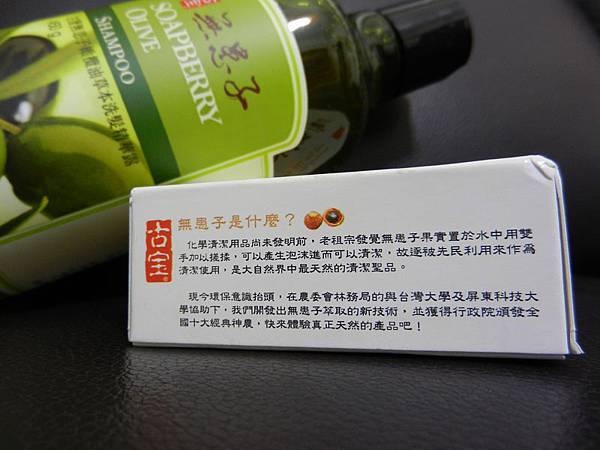 無患子
SOAPBERRY
OLIVE
SHAMPOO
古寶
無患子是什麼？
化學清潔用品尚未發明前，老祖宗發覺無患子果實置於水中用雙
手加以搓揉，可以產生泡沫進而可以清潔，故逐被先民利用來作為
清潔使用，是大自然界中最天然的清潔聖品。
現今環保意識抬頭，在農委會林務局的與台灣大學及屏東科技大
學協助下，我們開發出無患子萃取的新技術，並獲得行政院頒發全
國十大經典神農，快來體驗真正天然的產品吧！